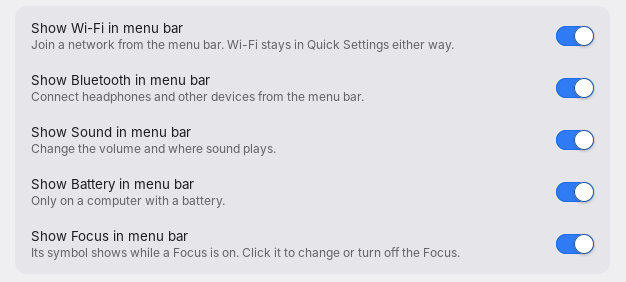 Show Wi-Fi in menu bar
Join a network from the menu bar. Wi-Fi stays in Quick Settings either way.
Show Bluetooth in menu bar
Connect headphones and other devices from the menu bar.
Show Sound in menu bar
Change the volume and where sound plays.
Show Battery in menu bar
Only on a computer with a battery.
Show Focus in menu bar
Its symbol shows while a Focus is on. Click it to change or turn off the Focus.